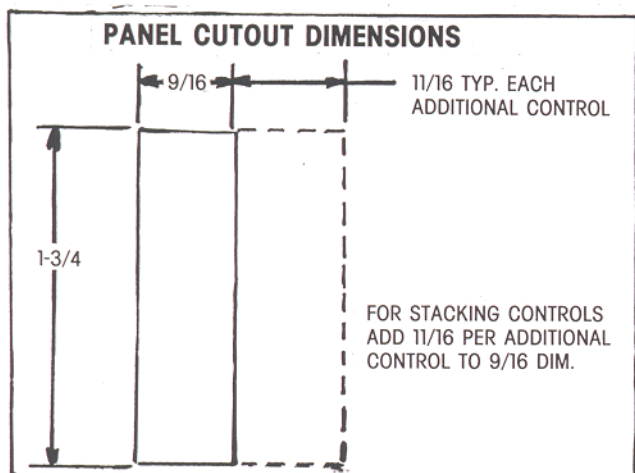 PANEL CUTOUT DIMENSIONS
9/16
11/16 TYP. EACH
ADDITIONAL CONTROL
1-3/4
FOR STACKING CONTROLS
ADD 11/16 PER ADDITIONAL
CONTROL TO 9/16 DIM.